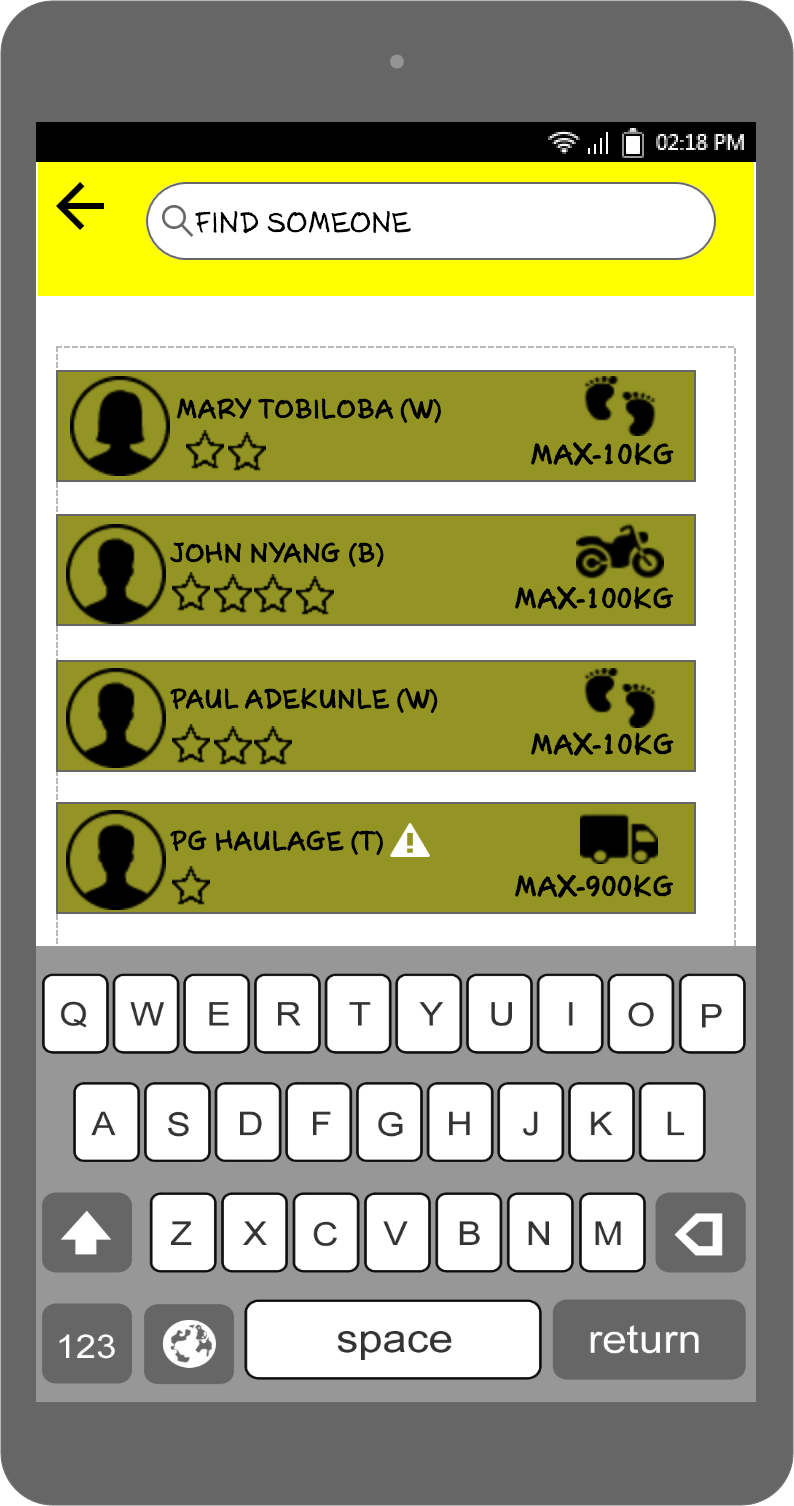 02:18 PM
FIND SOMEONE
MARY TOBILOBA (W)
MAX-10KG
JOHN NYANG (B)
MAX-100KG
PAUL ADEKUNLE (W)
MAX-10KG
PG HAULAGE (T)
MAX-900KG
Q W E R T Y U I O P
A S D F G H J K L
Z X C V B N M
123 space return